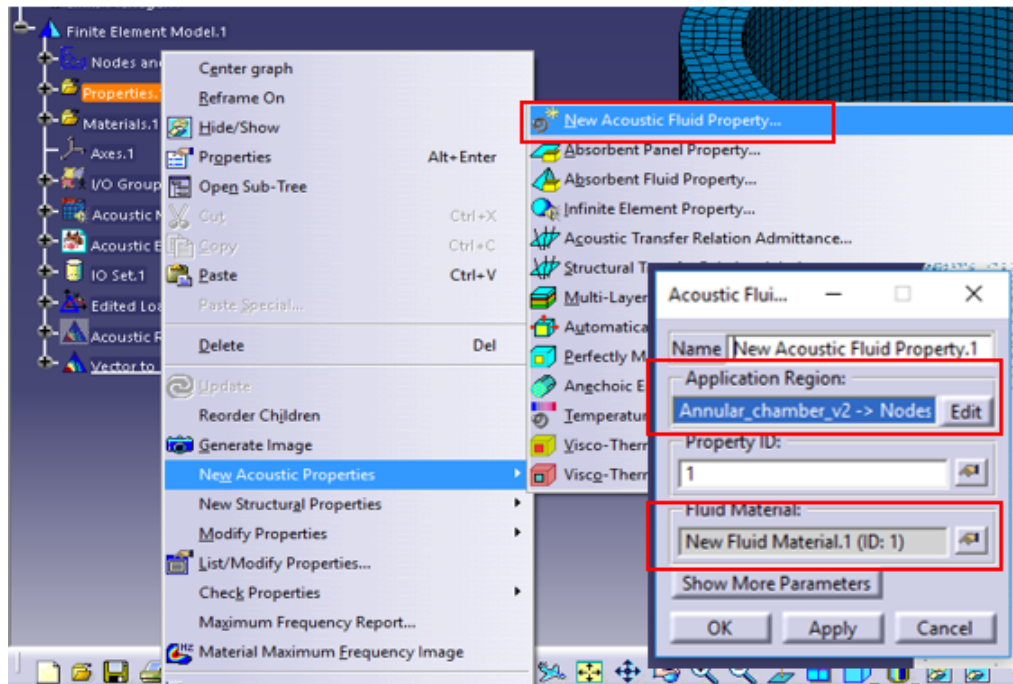 Finite Element Model.1
Nodes an
Properties.
Materials.1
Axes.1
I/O Group
Acoustic
Acoustic E
IO Set.1
Edited Loa
Acoustic
Vector to
Center graph
Reframe On
Hide/Show
Properties Alt+Enter
Open Sub-Tree
Cut Ctrl+X
Copy Ctrl+C
Paste Ctrl+V
Paste Special...
Delete Del
Update
Reorder Children
Generate Image
New Acoustic Properties
New Structural Properties
Modify Properties
List/Modify Properties...
Check Properties
Maximum Frequency Report...
Hz Material Maximum Frequency Image
New Acoustic Fluid Property...
Absorbent Panel Property...
Absorbent Fluid Property...
Infinite Element Property...
Acoustic Transfer Relation Admittance...
Structural
Multi-Layer
Automatica
Perfectly M
Anechoic E
Temperatur
Visco-Therr
Visco-Therr
Acoustic Flui...
Name New Acoustic Fluid Property.1
Application Region:
Annular_chamber_v2 -> Nodes Edit
Property ID:
1
Fluid Material:
New Fluid Material.1 (ID: 1)
Show More Parameters
OK Apply Cancel